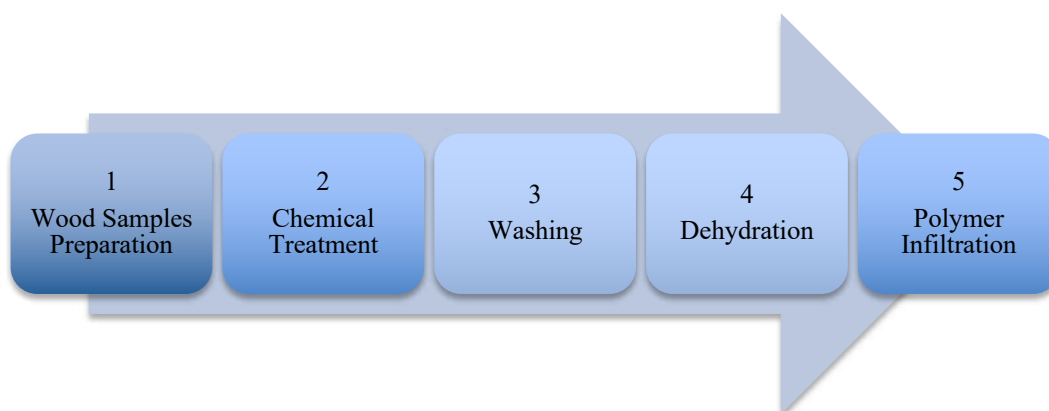 1
Wood Samples
Preparation
2
Chemical
Treatment
3
Washing
4
Dehydration
5
Polymer
Infiltration